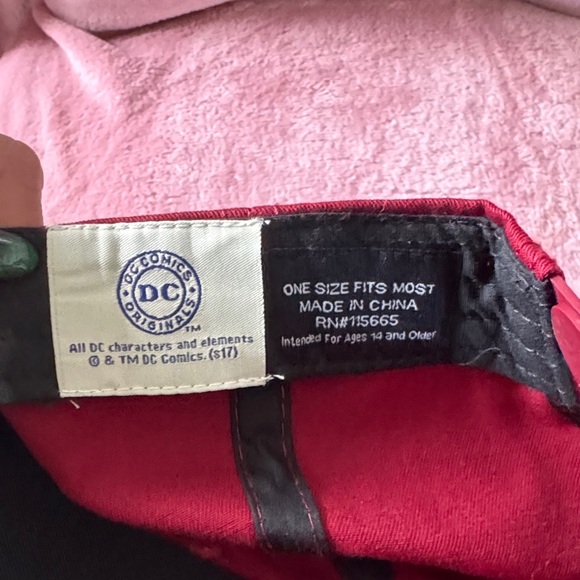 DC COMICS
DC
ORIGINALS
TM
All DC characters and elements
© & TM DC Comics. (s17)
ONE SIZE FITS MOST
MADE IN CHINA
RN#115665
Intended For Ages 14 and Older